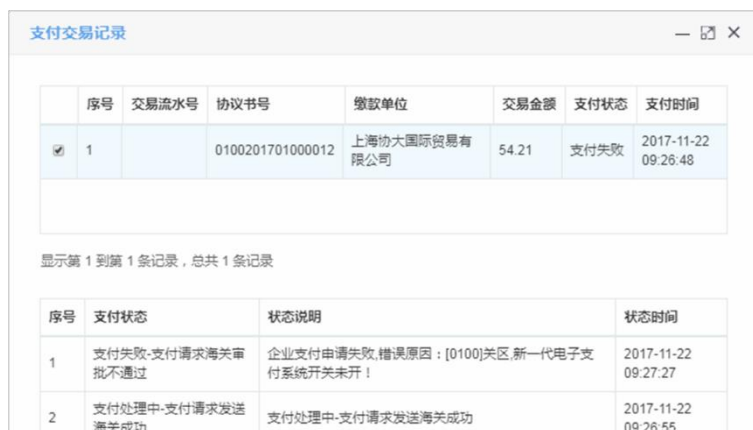 支付交易记录
序号 交易流水号 协议书号 缴款单位 交易金额 支付状态 支付时间
1 0100201701000012 上海协大国际贸易有限公司 54.21 支付失败 2017-11-22 09:26:48
显示第 1 到第 1 条记录，总共 1 条记录
序号 支付状态 状态说明 状态时间
1 支付失败-支付请求海关审批不通过 企业支付申请失败,错误原因：[0100]关区,新一代电子支付系统开关未开！ 2017-11-22 09:27:27
2 支付处理中-支付请求发送海关成功 支付处理中-支付请求发送海关成功 2017-11-22 09:26:55